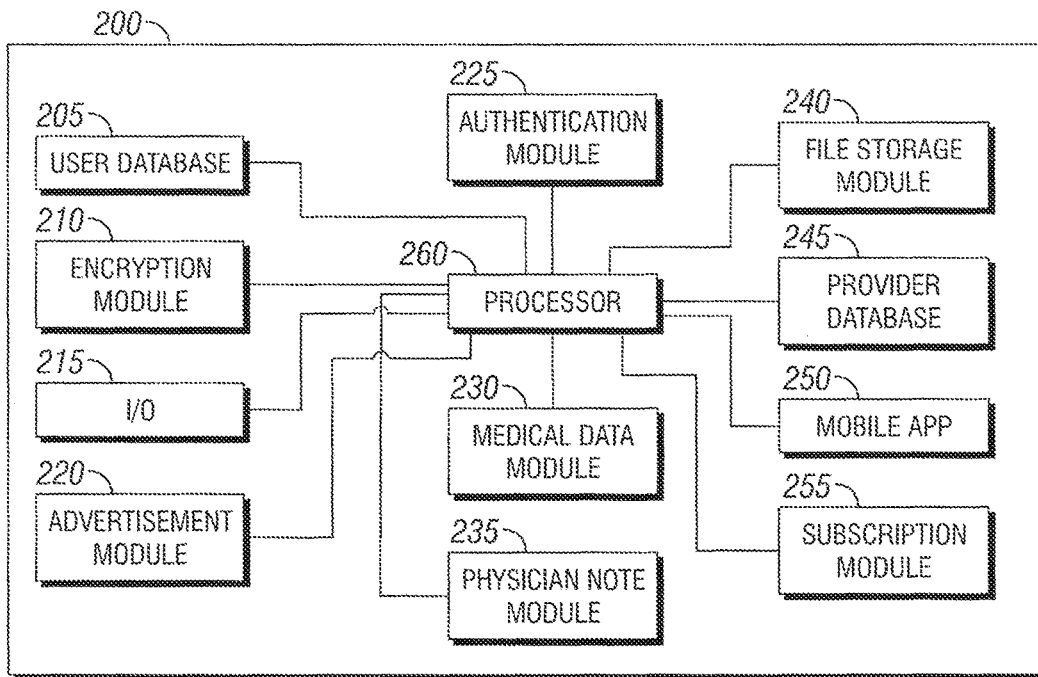 200
205
USER DATABASE
210
ENCRYPTION
MODULE
215
I/O
220
ADVERTISEMENT
MODULE
225
AUTHENTICATION
MODULE
260
PROCESSOR
230
MEDICAL DATA
MODULE
235
PHYSICIAN NOTE
MODULE
240
FILE STORAGE
MODULE
245
PROVIDER
DATABASE
250
MOBILE APP
255
SUBSCRIPTION
MODULE